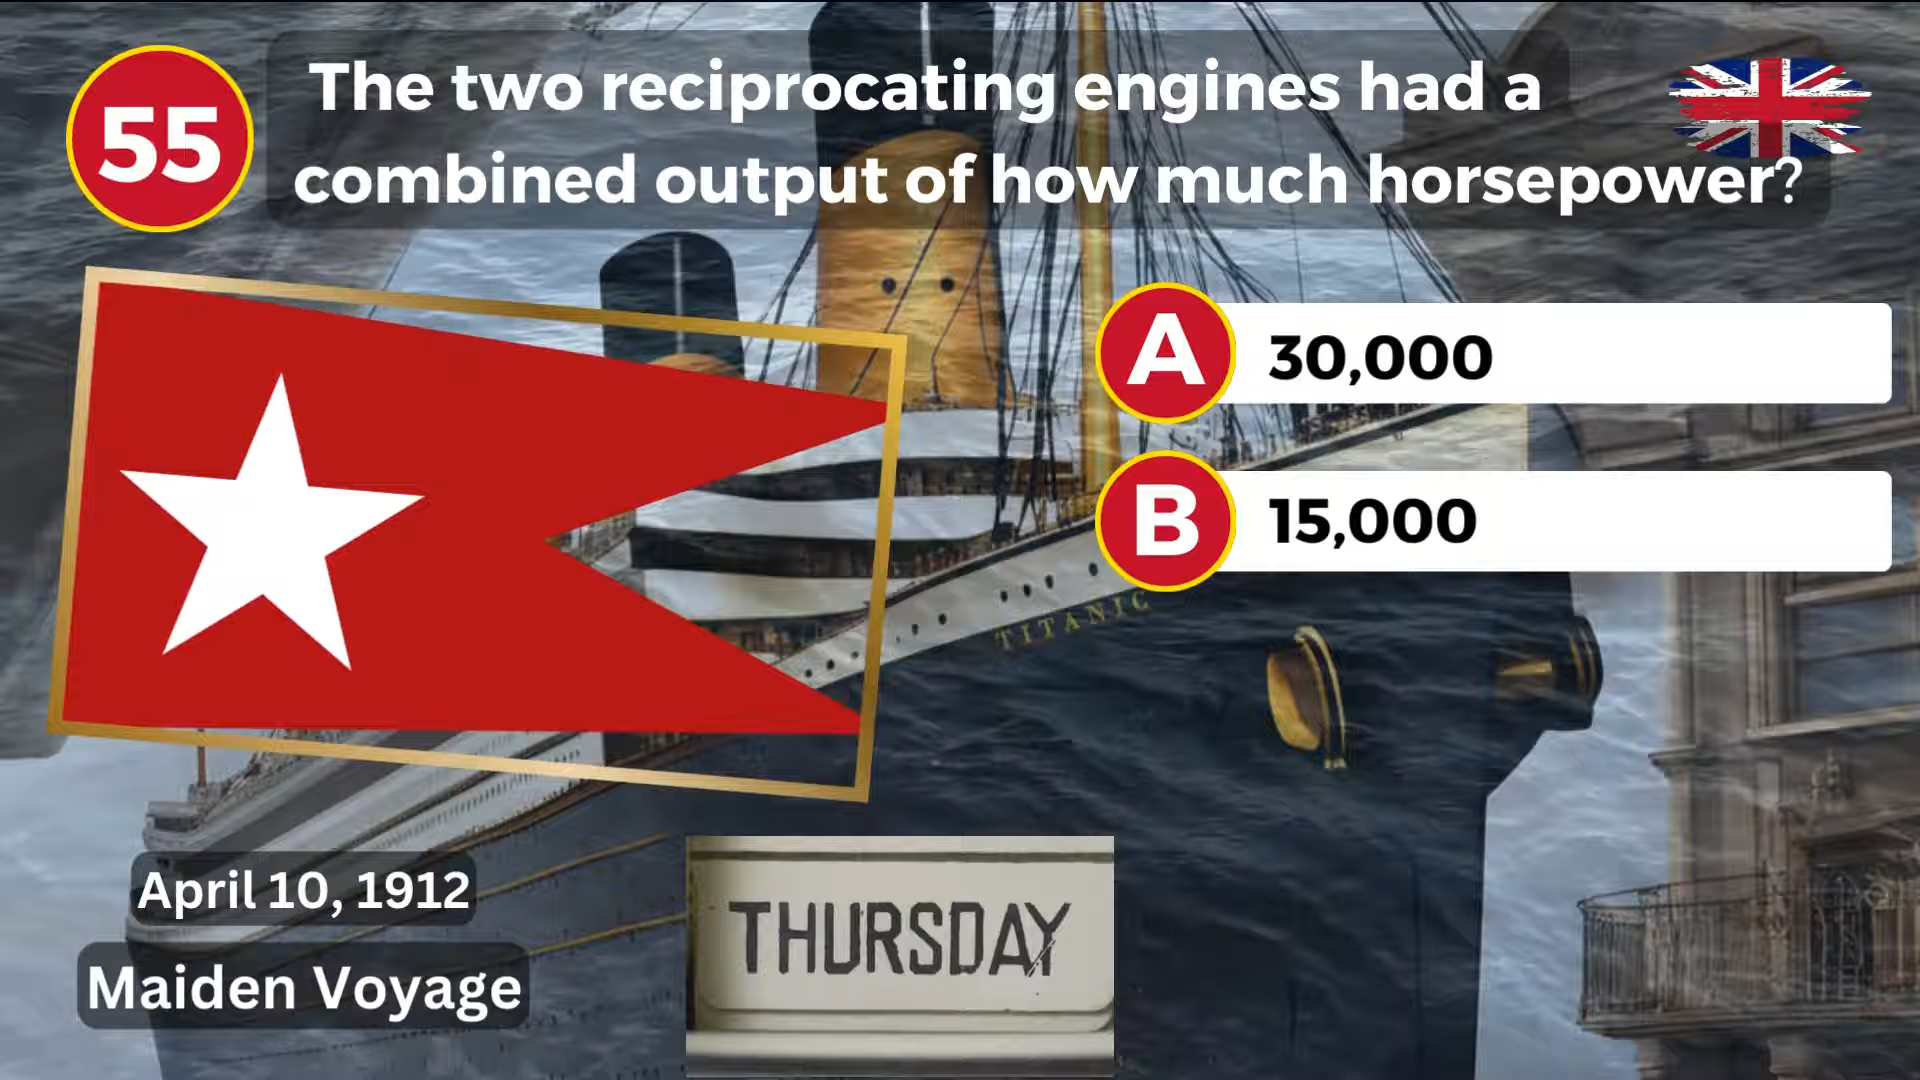 55
The two reciprocating engines had a
combined output of how much horsepower?
A 30,000
B 15,000
TITANIC
April 10, 1912
Maiden Voyage
THURSDAY